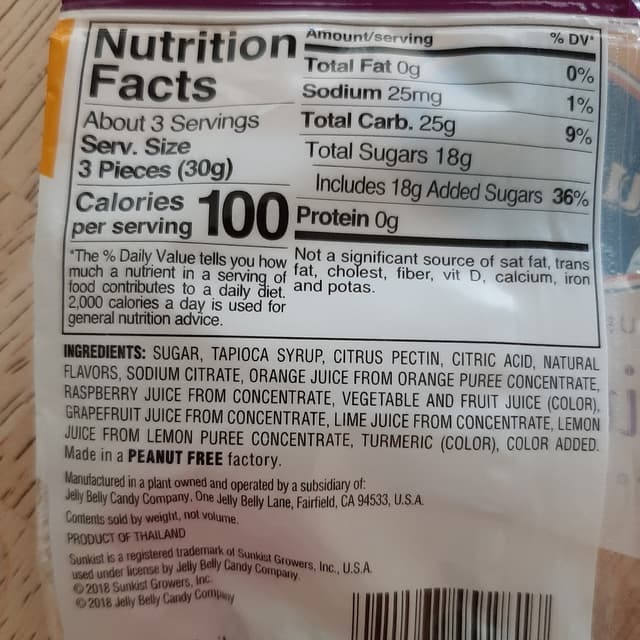 Nutrition
Facts
About 3 Servings
Serv. Size
3 Pieces (30g)
Calories
per serving 100
Amount/serving % DV*
Total Fat 0g 0%
Sodium 25mg 1%
Total Carb. 25g 9%
Total Sugars 18g
Includes 18g Added Sugars 36%
Protein 0g
*The % Daily Value tells you how
much a nutrient in a serving of
food contributes to a daily diet.
2,000 calories a day is used for
general nutrition advice.
Not a significant source of sat fat, trans
fat, cholest, fiber, vit D, calcium, iron
and potas.
INGREDIENTS: SUGAR, TAPIOCA SYRUP, CITRUS PECTIN, CITRIC ACID, NATURAL
FLAVORS, SODIUM CITRATE, ORANGE JUICE FROM ORANGE PUREE CONCENTRATE,
RASPBERRY JUICE FROM CONCENTRATE, VEGETABLE AND FRUIT JUICE (COLOR),
GRAPEFRUIT JUICE FROM CONCENTRATE, LIME JUICE FROM CONCENTRATE, LEMON
JUICE FROM LEMON PUREE CONCENTRATE, TURMERIC (COLOR), COLOR ADDED.
Made in a PEANUT FREE factory.
Manufactured in a plant owned and operated by a subsidiary of:
Jelly Belly Candy Company, One Jelly Belly Lane, Fairfield, CA 94533, U.S.A.
Contents sold by weight, not volume.
PRODUCT OF THAILAND
Sunkist is a registered trademark of Sunkist Growers, Inc., U.S.A.
used under license by Jelly Belly Candy Company.
© 2018 Sunkist Growers, Inc.
© 2018 Jelly Belly Candy Company